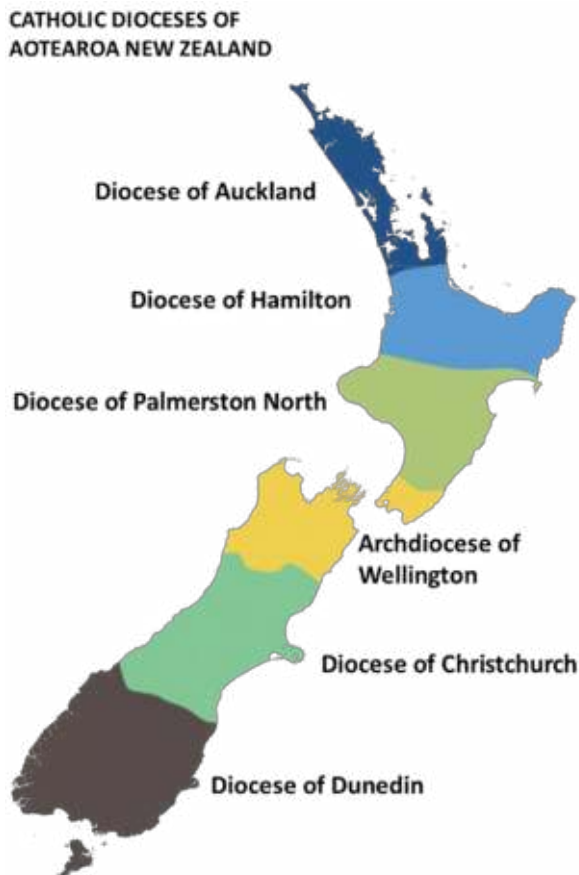 CATHOLIC DIOCESES OF
AOTEAROA NEW ZEALAND
Diocese of Auckland
Diocese of Hamilton
Diocese of Palmerston North
Archdiocese of
Wellington
Diocese of Christchurch
Diocese of Dunedin